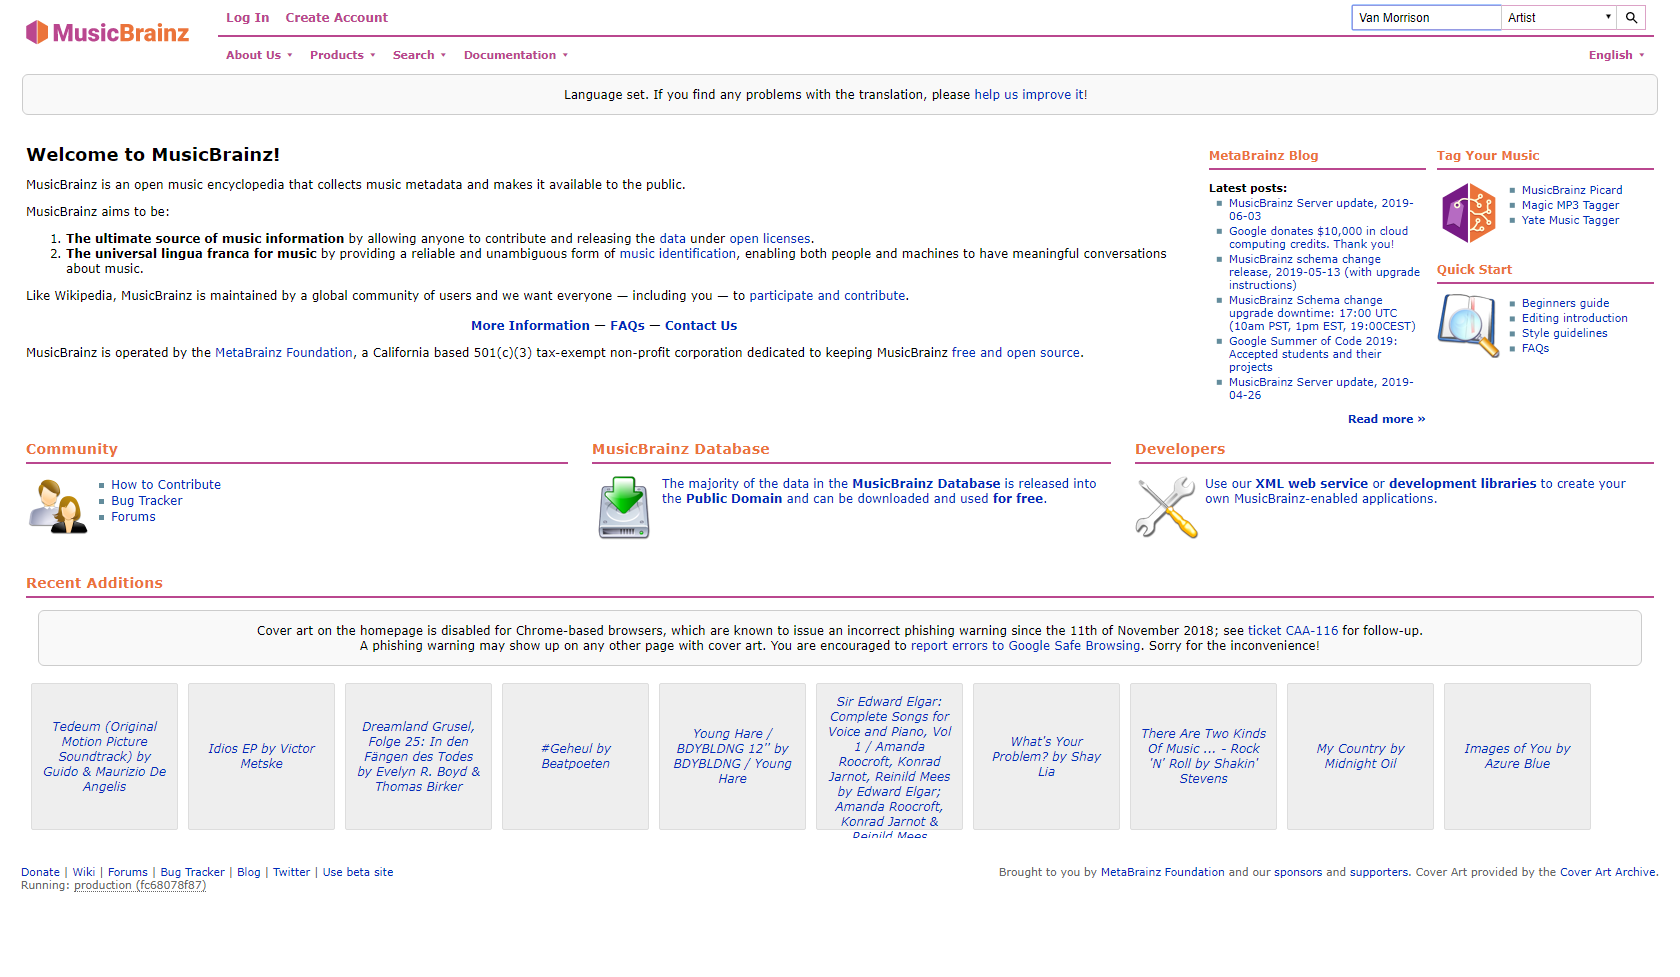 MusicBrainz
Log In Create Account
Van Morrison Artist
About Us Products Search Documentation English
Language set. If you find any problems with the translation, please help us improve it!
Welcome to MusicBrainz!
MusicBrainz is an open music encyclopedia that collects music metadata and makes it available to the public.
MusicBrainz aims to be:
1. The ultimate source of music information by allowing anyone to contribute and releasing the data under open licenses.
2. The universal lingua franca for music by providing a reliable and unambiguous form of music identification, enabling both people and machines to have meaningful conversations
about music.
Like Wikipedia, MusicBrainz is maintained by a global community of users and we want everyone — including you — to participate and contribute.
More Information — FAQs — Contact Us
MusicBrainz is operated by the MetaBrainz Foundation, a California based 501(c)(3) tax-exempt non-profit corporation dedicated to keeping MusicBrainz free and open source.
MetaBrainz Blog
Latest posts:
MusicBrainz Server update, 2019-
06-03
Google donates $10,000 in cloud
computing credits. Thank you!
MusicBrainz schema change
release, 2019-05-13 (with upgrade
instructions)
MusicBrainz Schema change
upgrade downtime: 17:00 UTC
(10am PST, 1pm EST, 19:00CEST)
Google Summer of Code 2019:
Accepted students and their
projects
MusicBrainz Server update, 2019-
04-26
Read more »
Tag Your Music
MusicBrainz Picard
Magic MP3 Tagger
Yate Music Tagger
Quick Start
Beginners guide
Editing introduction
Style guidelines
FAQs
Community
How to Contribute
Bug Tracker
Forums
MusicBrainz Database
The majority of the data in the MusicBrainz Database is released into
the Public Domain and can be downloaded and used for free.
Developers
Use our XML web service or development libraries to create your
own MusicBrainz-enabled applications.
Recent Additions
Cover art on the homepage is disabled for Chrome-based browsers, which are known to issue an incorrect phishing warning since the 11th of November 2018; see ticket CAA-116 for follow-up.
A phishing warning may show up on any other page with cover art. You are encouraged to report errors to Google Safe Browsing. Sorry for the inconvenience!
Tedeum (Original
Motion Picture
Soundtrack) by
Guido & Maurizio De
Angelis
Idios EP by Victor
Metske
Dreamland Grusel,
Folge 25: In den
Fängen des Todes
by Evelyn R. Boyd &
Thomas Birker
#Geheul by
Beatpoeten
Young Hare /
BDYBLDNG 12'' by
BDYBLDNG / Young
Hare
Sir Edward Elgar:
Complete Songs for
Voice and Piano, Vol
1 / Amanda
Roocroft, Konrad
Jarnot, Reinild Mees
by Edward Elgar;
Amanda Roocroft,
Konrad Jarnot &
Reinild Mees
What's Your
Problem? by Shay
Lia
There Are Two Kinds
Of Music ... - Rock
'N' Roll by Shakin'
Stevens
My Country by
Midnight Oil
Images of You by
Azure Blue
Donate | Wiki | Forums | Bug Tracker | Blog | Twitter | Use beta site
Running: production (fc68078f87)
Brought to you by MetaBrainz Foundation and our sponsors and supporters. Cover Art provided by the Cover Art Archive.